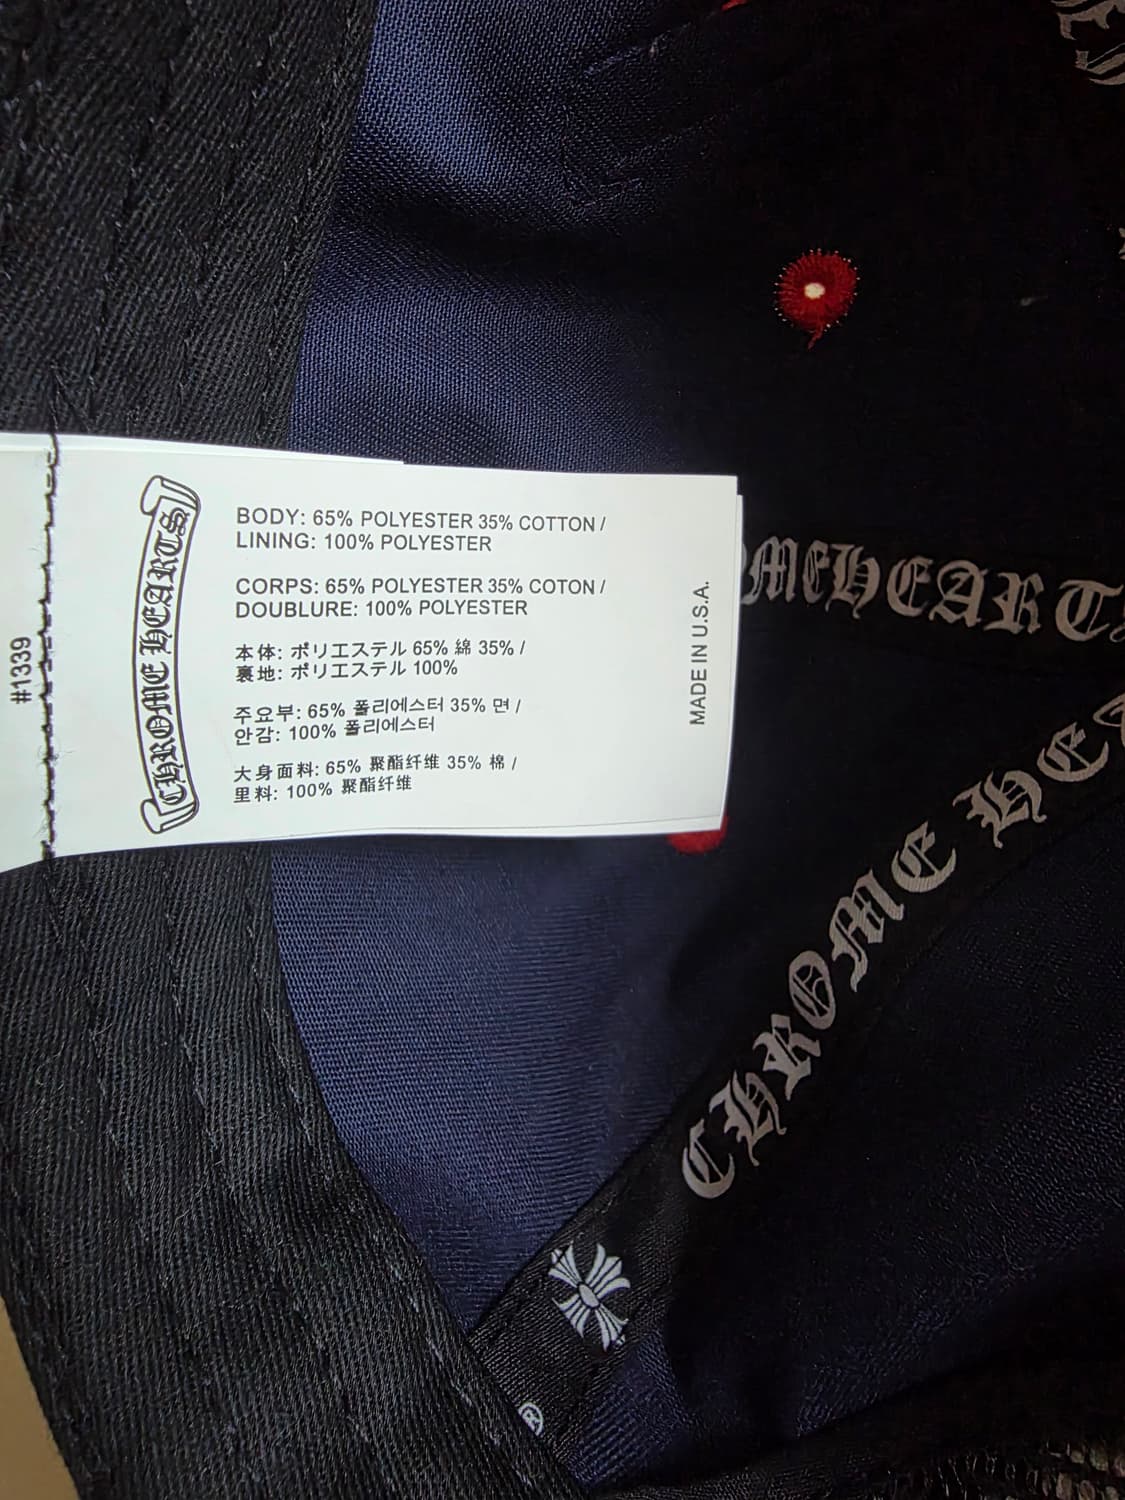 #1339
CHROME HEARTS
BODY: 65% POLYESTER 35% COTTON /
LINING: 100% POLYESTER
CORPS: 65% POLYESTER 35% COTON /
DOUBLURE: 100% POLYESTER
本体: ポリエステル 65% 綿 35% /
裏地: ポリエステル 100%
주요부: 65% 폴리에스터 35% 면 /
안감: 100% 폴리에스터
大身面料: 65% 聚酯纤维 35% 棉 /
里料: 100% 聚酯纤维
MADE IN U.S.A.
OMEHEARTS
CHROME HEA
®